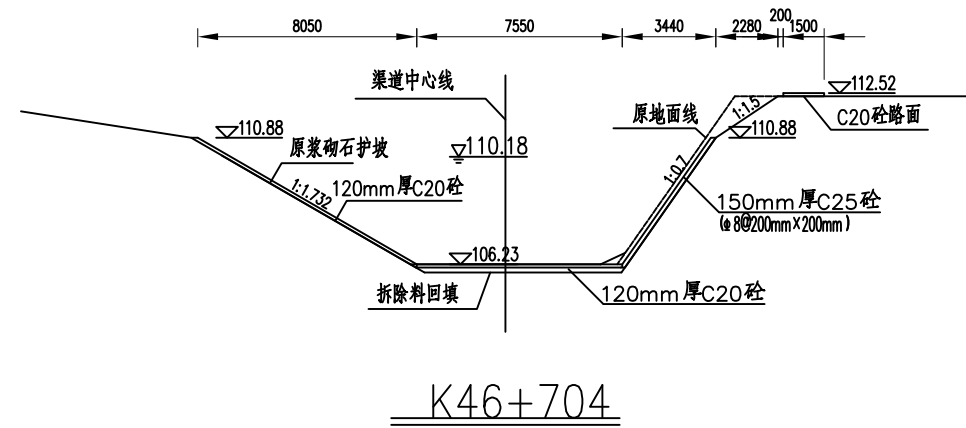 8050
7550
3440
2280
200
1500
渠道中心线
112.52
原地面线
1:1.5
C20砼路面
110.88
原浆砌石护坡
110.18
110.88
1:1.732
120mm厚C20砼
1:0.7
150mm厚C25砼
(φ8@200mm×200mm)
106.23
拆除料回填
120mm厚C20砼
K46+704